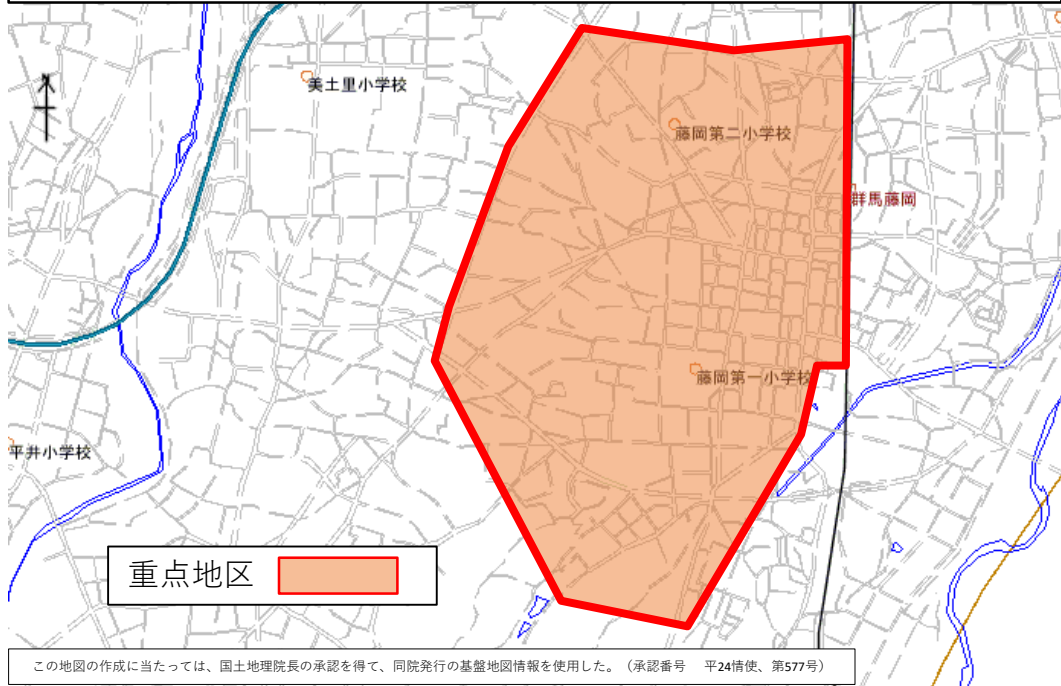 美土里小学校
藤岡第二小学校
群馬藤岡
藤岡第一小学校
平井小学校
重点地区
この地図の作成に当たっては、国土地理院長の承認を得て、同院発行の基盤地図情報を使用した。（承認番号　平24情使、第577号）